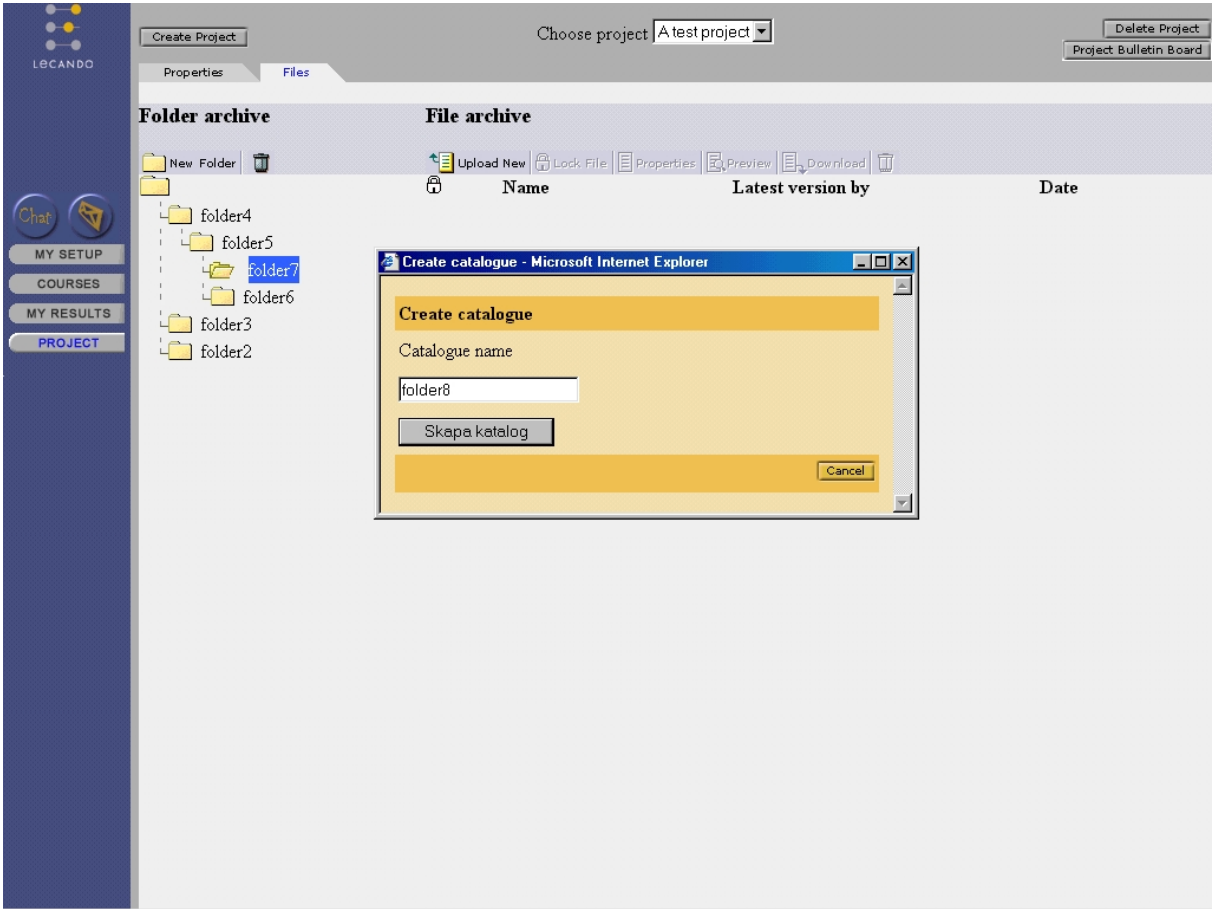 LECANDO
Chat
MY SETUP
COURSES
MY RESULTS
PROJECT
Create Project
Choose project A test project
Delete Project
Project Bulletin Board
Properties
Files
Folder archive
File archive
New Folder
Upload New Lock File Properties Preview Download
Name Latest version by Date
folder4
folder5
folder7
folder6
folder3
folder2
Create catalogue - Microsoft Internet Explorer
Create catalogue
Catalogue name
folder8
Skapa katalog
Cancel